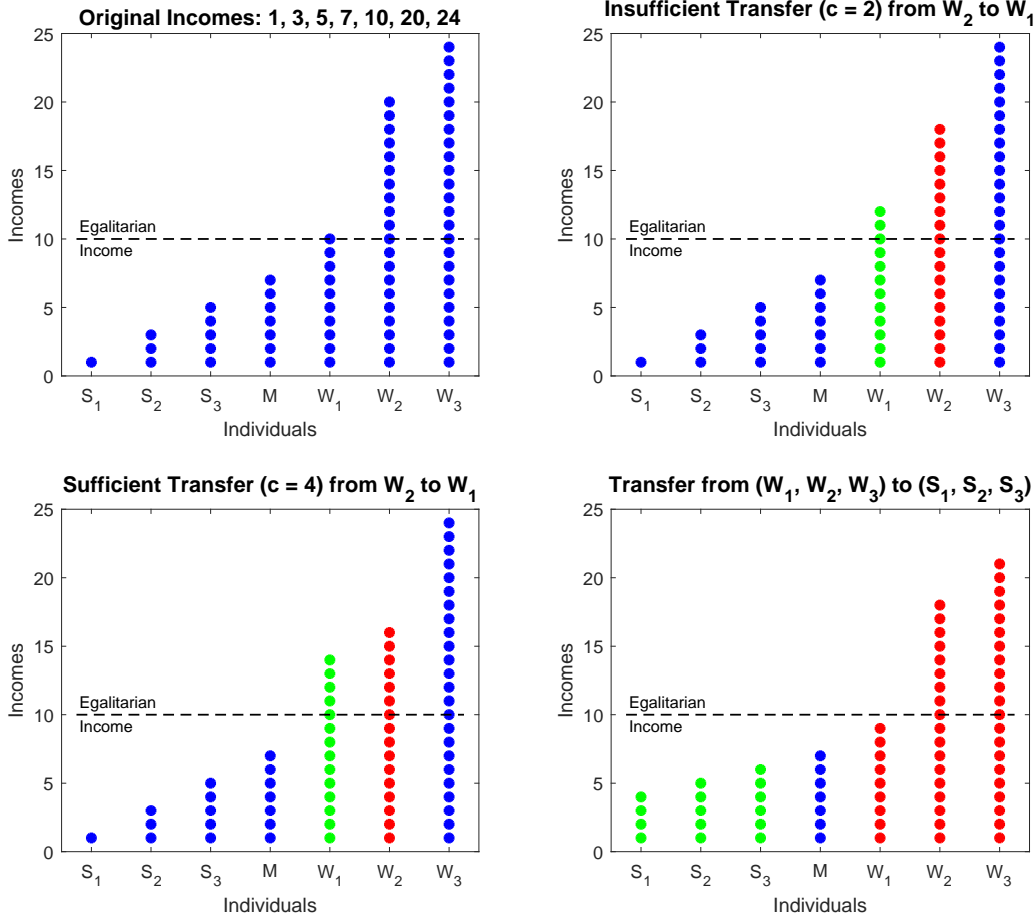 Original Incomes: 1, 3, 5, 7, 10, 20, 24
25
20
15
10
5
0
Incomes
Egalitarian
Income
S1 S2 S3 M W1 W2 W3
Individuals
Insufficient Transfer (c = 2) from W2 to W1
25
20
15
10
5
0
Incomes
Egalitarian
Income
S1 S2 S3 M W1 W2 W3
Individuals
Sufficient Transfer (c = 4) from W2 to W1
25
20
15
10
5
0
Incomes
Egalitarian
Income
S1 S2 S3 M W1 W2 W3
Individuals
Transfer from (W1, W2, W3) to (S1, S2, S3)
25
20
15
10
5
0
Incomes
Egalitarian
Income
S1 S2 S3 M W1 W2 W3
Individuals